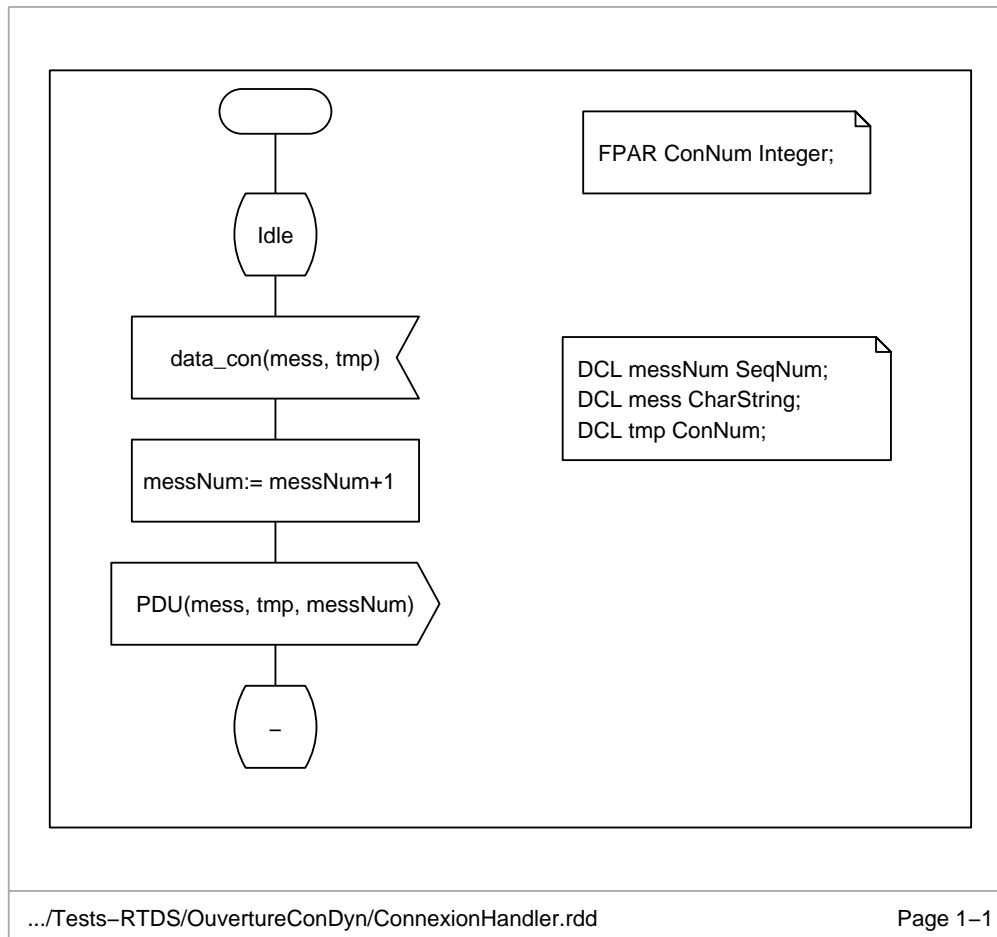 FPAR ConNum Integer;
Idle
data_con(mess, tmp)
DCL messNum SeqNum;
DCL mess CharString;
DCL tmp ConNum;
messNum:= messNum+1
PDU(mess, tmp, messNum)
–
.../Tests–RTDS/OuvertureConDyn/ConnexionHandler.rdd
Page 1–1